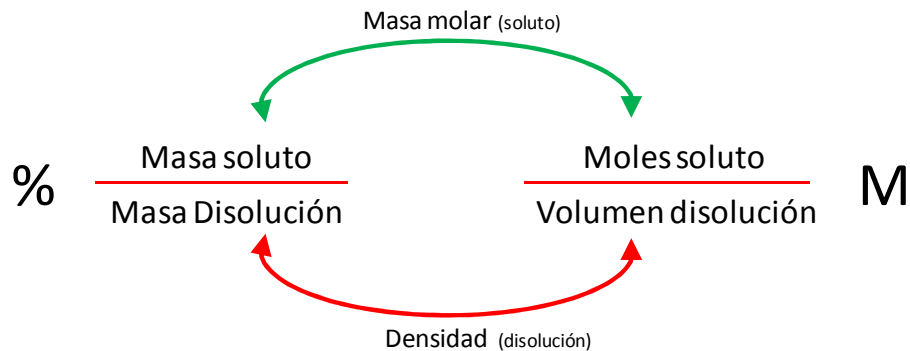 Masa molar (soluto)
% Masa soluto Moles soluto M
Masa Disolución Volumen disolución
Densidad (disolución)